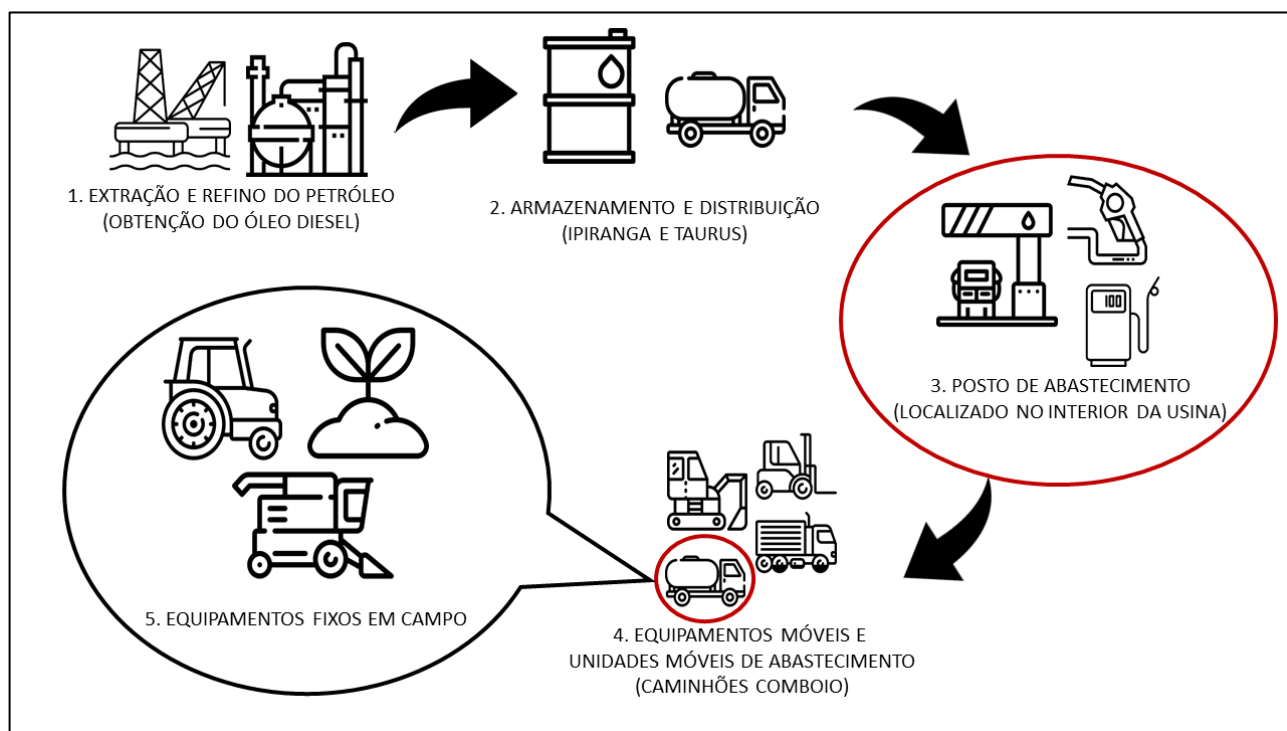 1. EXTRAÇÃO E REFINO DO PETRÓLEO
(OBTENÇÃO DO ÓLEO DIESEL)
2. ARMAZENAMENTO E DISTRIBUIÇÃO
(IPIRANGA E TAURUS)
100
3. POSTO DE ABASTECIMENTO
(LOCALIZADO NO INTERIOR DA USINA)
4. EQUIPAMENTOS MÓVEIS E
UNIDADES MÓVEIS DE ABASTECIMENTO
(CAMINHÕES COMBOIO)
5. EQUIPAMENTOS FIXOS EM CAMPO